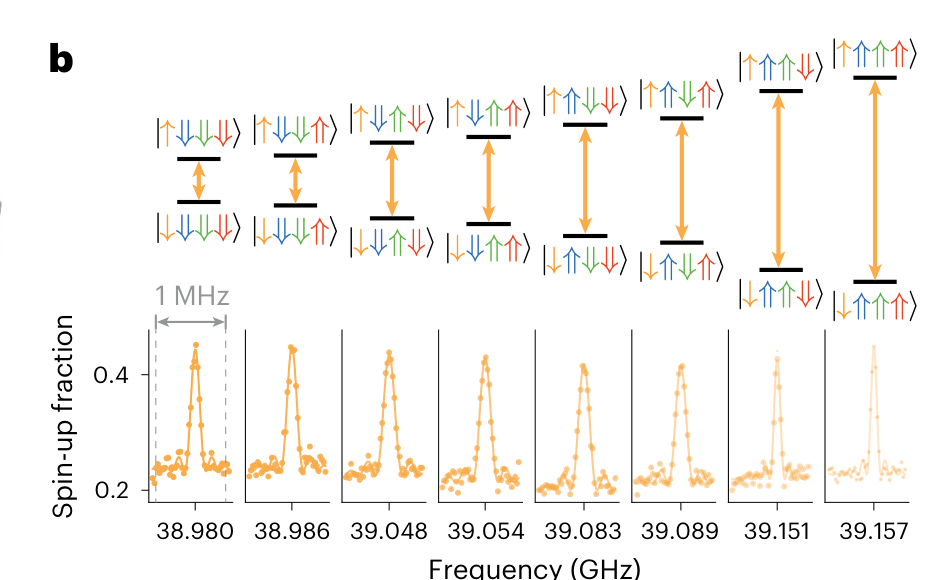 b
|↑⇓⇓⇓⟩ |↑⇓⇓⇑⟩ |↑⇓⇑⇓⟩ |↑⇓⇑⇑⟩ |↑⇑⇓⇓⟩ |↑⇑⇓⇑⟩ |↑⇑⇑⇓⟩ |↑⇑⇑⇑⟩
|↓⇓⇓⇓⟩ |↓⇓⇓⇑⟩ |↓⇓⇑⇓⟩ |↓⇓⇑⇑⟩ |↓⇑⇓⇓⟩ |↓⇑⇓⇑⟩ |↓⇑⇑⇓⟩ |↓⇑⇑⇑⟩
1 MHz
Spin-up fraction
0.4
0.2
38.980 38.986 39.048 39.054 39.083 39.089 39.151 39.157
Frequency (GHz)